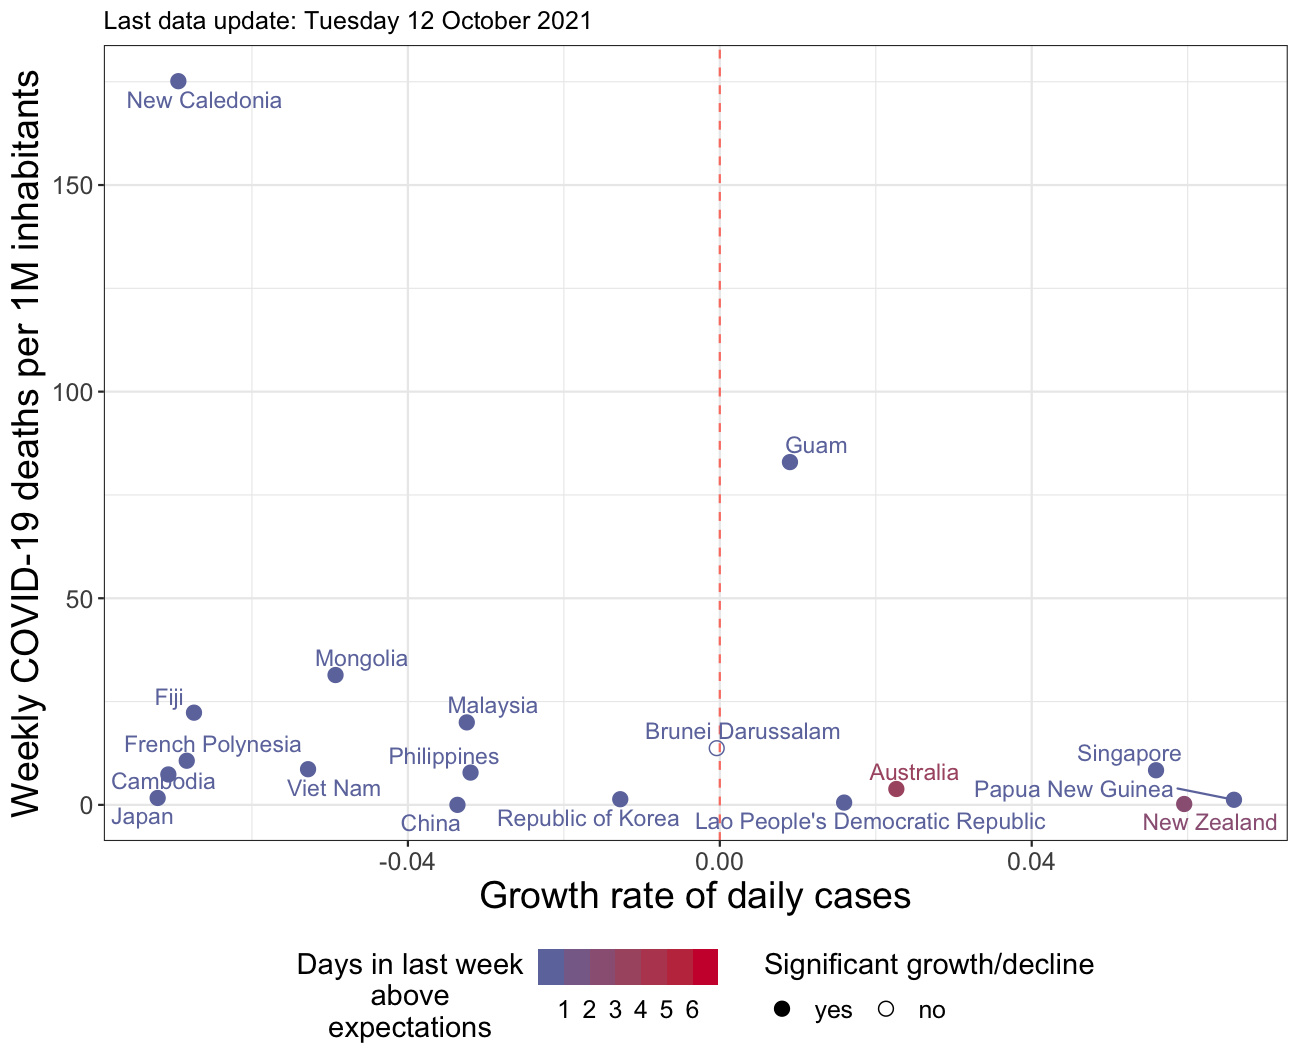 Last data update: Tuesday 12 October 2021
Weekly COVID-19 deaths per 1M inhabitants
150
100
50
0
New Caledonia
Guam
Mongolia
Fiji
Malaysia
Brunei Darussalam
French Polynesia
Philippines
Singapore
Australia
Cambodia
Viet Nam
Papua New Guinea
Japan
China
Republic of Korea
Lao People's Democratic Republic
New Zealand
-0.04
0.00
0.04
Growth rate of daily cases
Days in last week
above
expectations
1 2 3 4 5 6
Significant growth/decline
yes
no